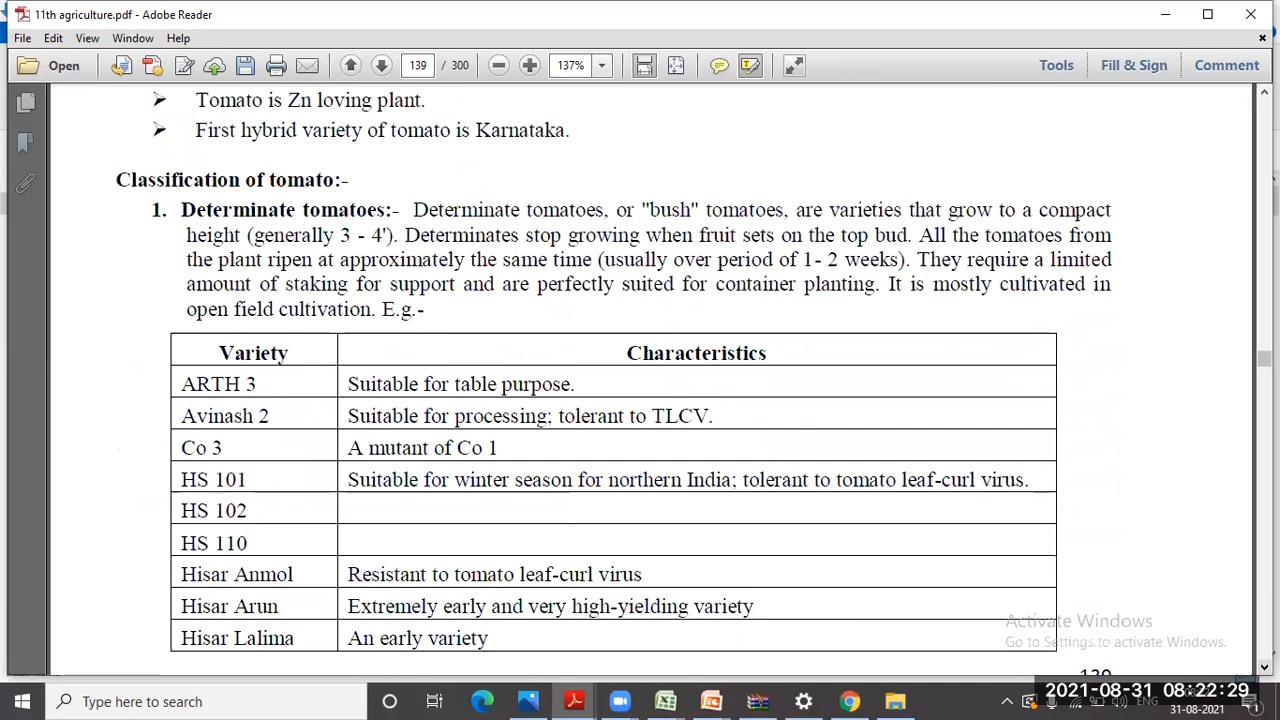 11th agriculture.pdf - Adobe Reader
File Edit View Window Help
Open 139 / 300 137% Tools Fill & Sign Comment
➢ Tomato is Zn loving plant.
➢ First hybrid variety of tomato is Karnataka.
Classification of tomato:-
1. Determinate tomatoes:- Determinate tomatoes, or "bush" tomatoes, are varieties that grow to a compact
height (generally 3 - 4'). Determinates stop growing when fruit sets on the top bud. All the tomatoes from
the plant ripen at approximately the same time (usually over period of 1- 2 weeks). They require a limited
amount of staking for support and are perfectly suited for container planting. It is mostly cultivated in
open field cultivation. E.g.-
Variety Characteristics
ARTH 3 Suitable for table purpose.
Avinash 2 Suitable for processing; tolerant to TLCV.
Co 3 A mutant of Co 1
HS 101 Suitable for winter season for northern India; tolerant to tomato leaf-curl virus.
HS 102
HS 110
Hisar Anmol Resistant to tomato leaf-curl virus
Hisar Arun Extremely early and very high-yielding variety
Hisar Lalima An early variety
Activate Windows
Go to Settings to activate Windows.
139
2021-08-31 08:22:29
Type here to search
ENG
31-08-2021